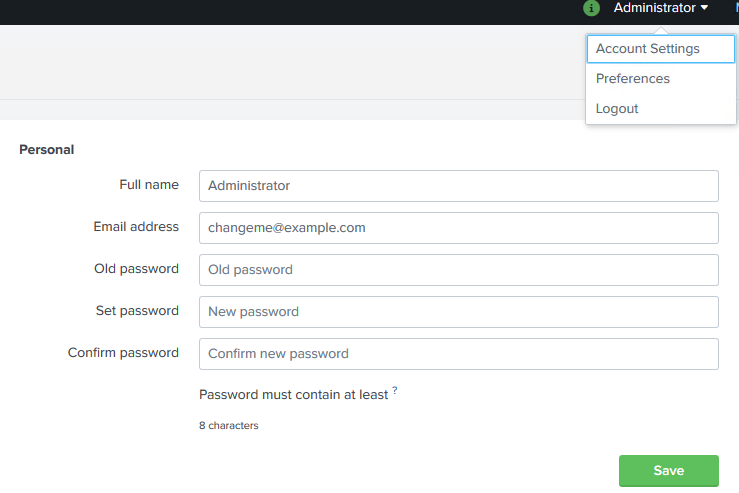 i Administrator
Account Settings
Preferences
Logout
Personal
Full name Administrator
Email address changeme@example.com
Old password Old password
Set password New password
Confirm password Confirm new password
Password must contain at least ?
8 characters
Save